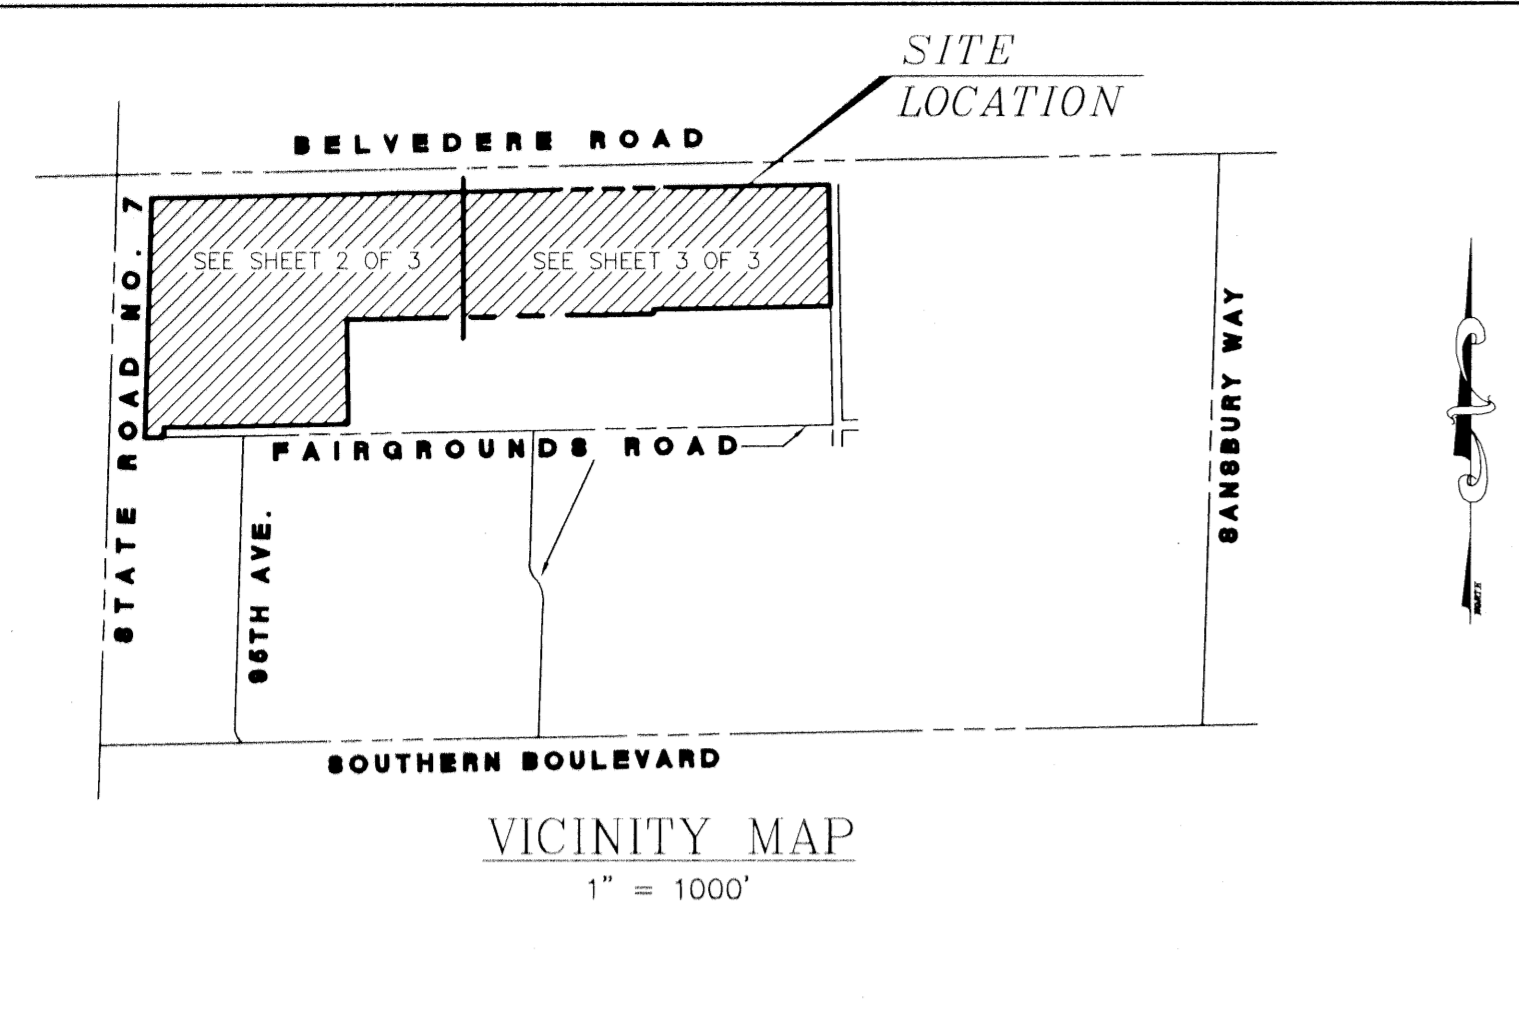 SITE
LOCATION
BELVEDERE ROAD
STATE ROAD NO. 7
SEE SHEET 2 OF 3
SEE SHEET 3 OF 3
SANSBURY WAY
FAIRGROUNDS ROAD
95TH AVE.
NORTH
SOUTHERN BOULEVARD
VICINITY MAP
1" = 1000'